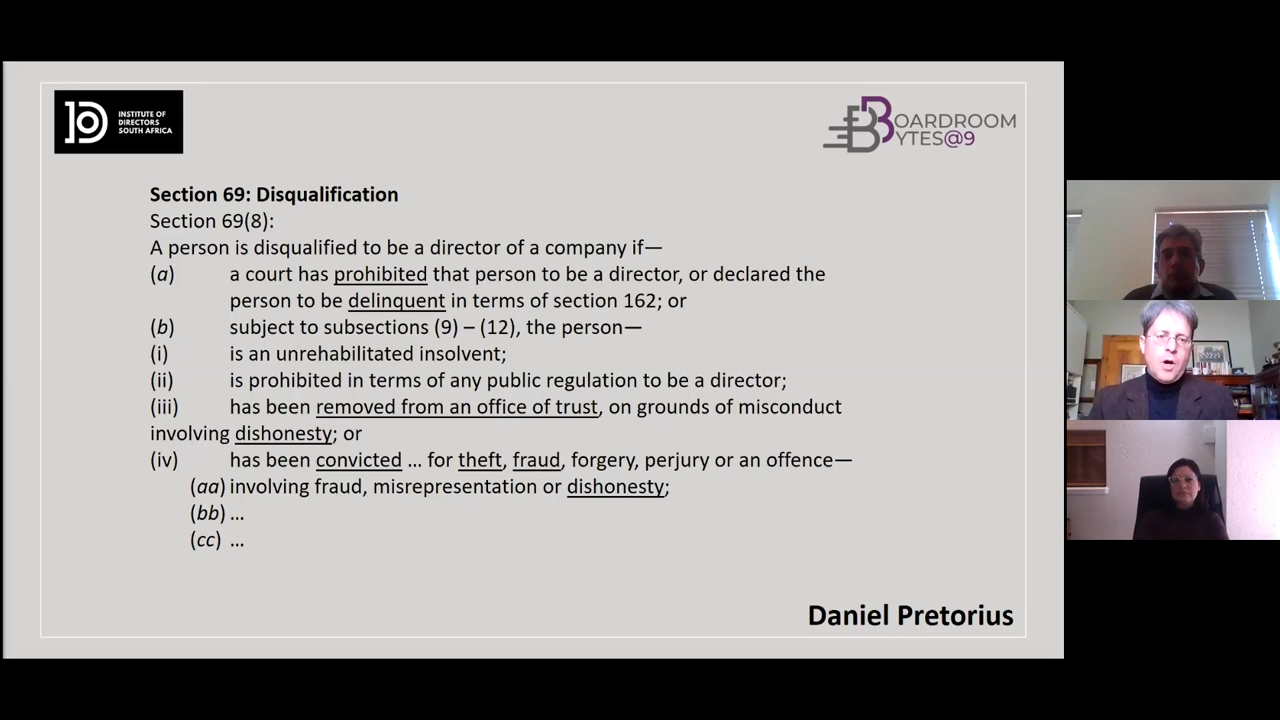 INSTITUTE OF
DIRECTORS
SOUTH AFRICA
BOARDROOM
BYTES@9
Section 69: Disqualification
Section 69(8):
A person is disqualified to be a director of a company if—
(a) a court has prohibited that person to be a director, or declared the
person to be delinquent in terms of section 162; or
(b) subject to subsections (9) – (12), the person—
(i) is an unrehabilitated insolvent;
(ii) is prohibited in terms of any public regulation to be a director;
(iii) has been removed from an office of trust, on grounds of misconduct
involving dishonesty; or
(iv) has been convicted ... for theft, fraud, forgery, perjury or an offence—
(aa) involving fraud, misrepresentation or dishonesty;
(bb) ...
(cc) ...
Daniel Pretorius